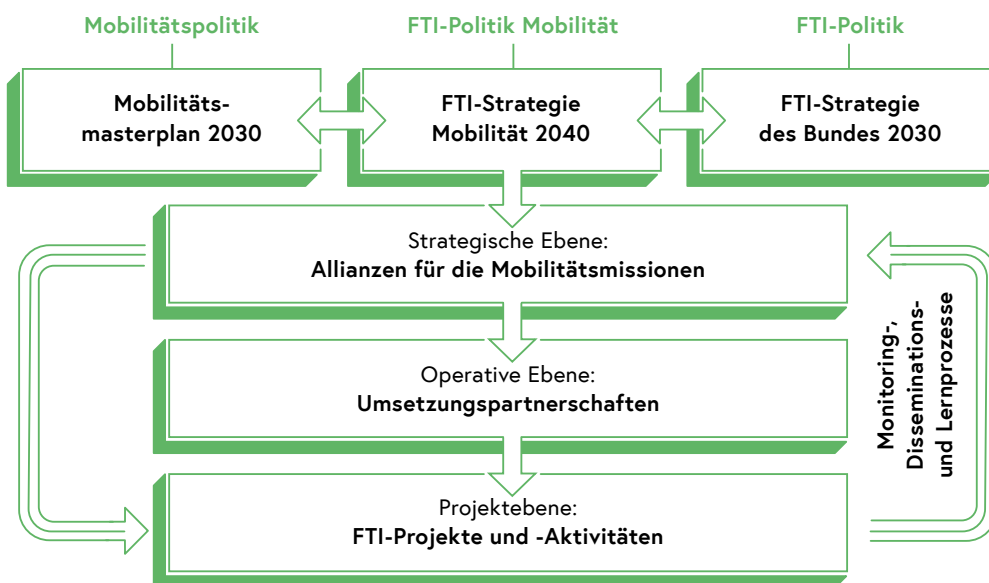 Mobilitätspolitik
FTI-Politik Mobilität
FTI-Politik
Mobilitäts-
masterplan 2030
FTI-Strategie
Mobilität 2040
FTI-Strategie
des Bundes 2030
Strategische Ebene:
Allianzen für die Mobilitätsmissionen
Operative Ebene:
Umsetzungspartnerschaften
Projektebene:
FTI-Projekte und -Aktivitäten
Monitoring-,
Disseminations-
und Lernprozesse